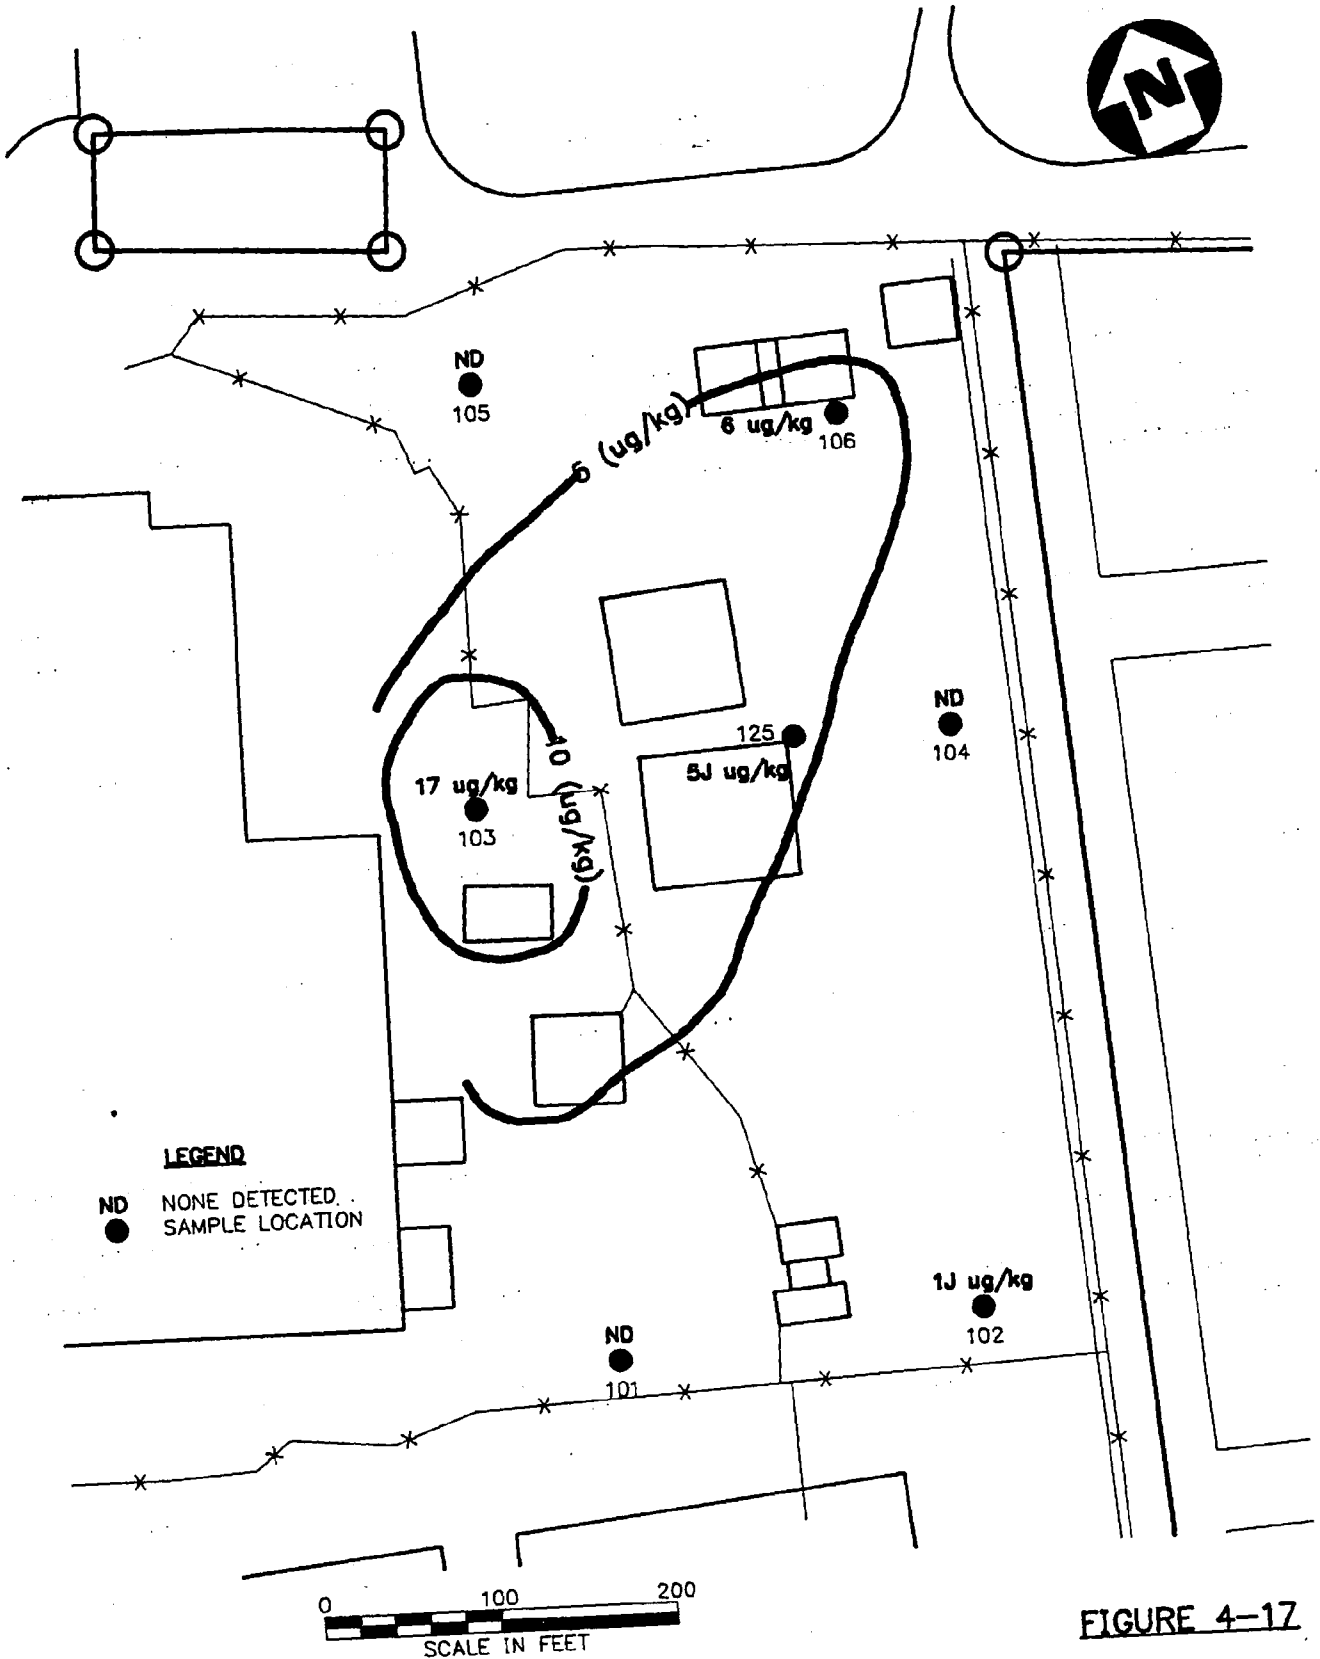 N
ND
105
5 (ug/kg)
6 ug/kg
106
ND
104
125
5J ug/kg
10 (ug/kg)
17 ug/kg
103
LEGEND
ND NONE DETECTED
SAMPLE LOCATION
1J ug/kg
102
ND
101
0 100 200
SCALE IN FEET
FIGURE 4-17